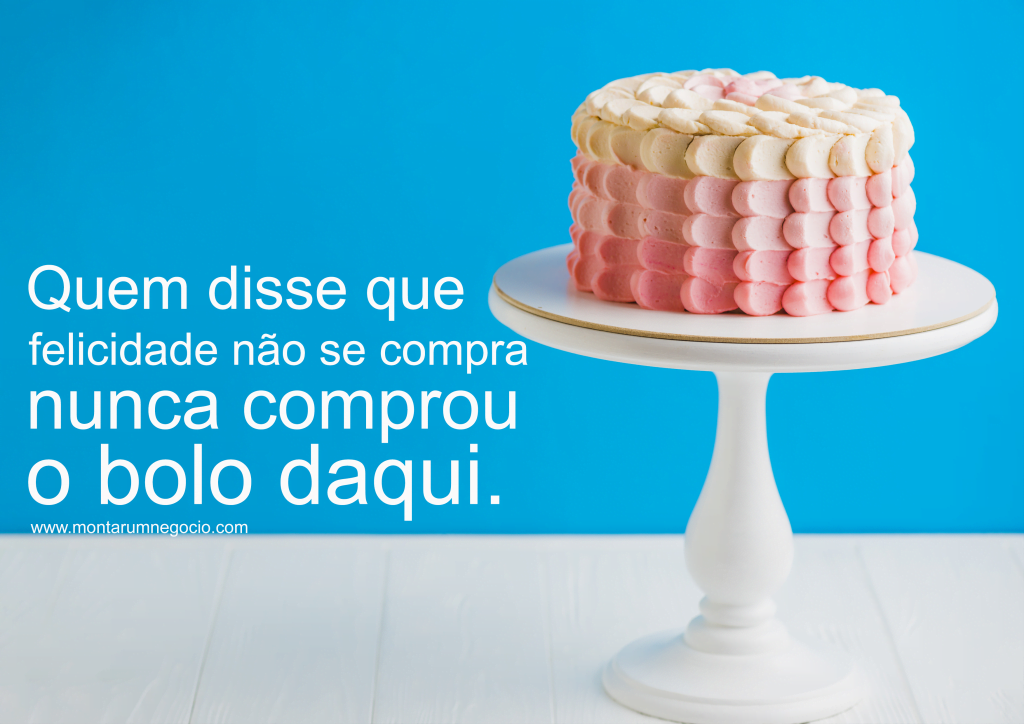 Quem disse que
felicidade não se compra
nunca comprou
o bolo daqui.
www.montarumnegocio.com